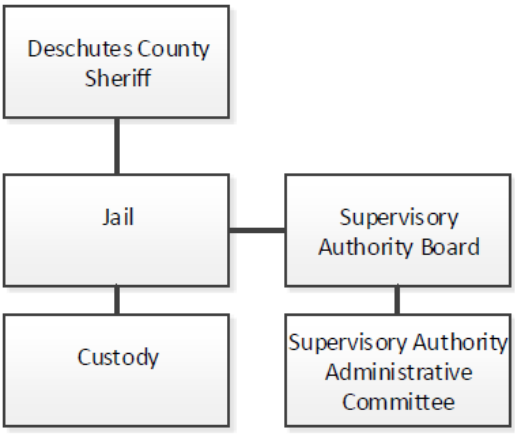 Deschutes County
Sheriff
Jail
Supervisory
Authority Board
Custody
Supervisory Authority
Administrative
Committee